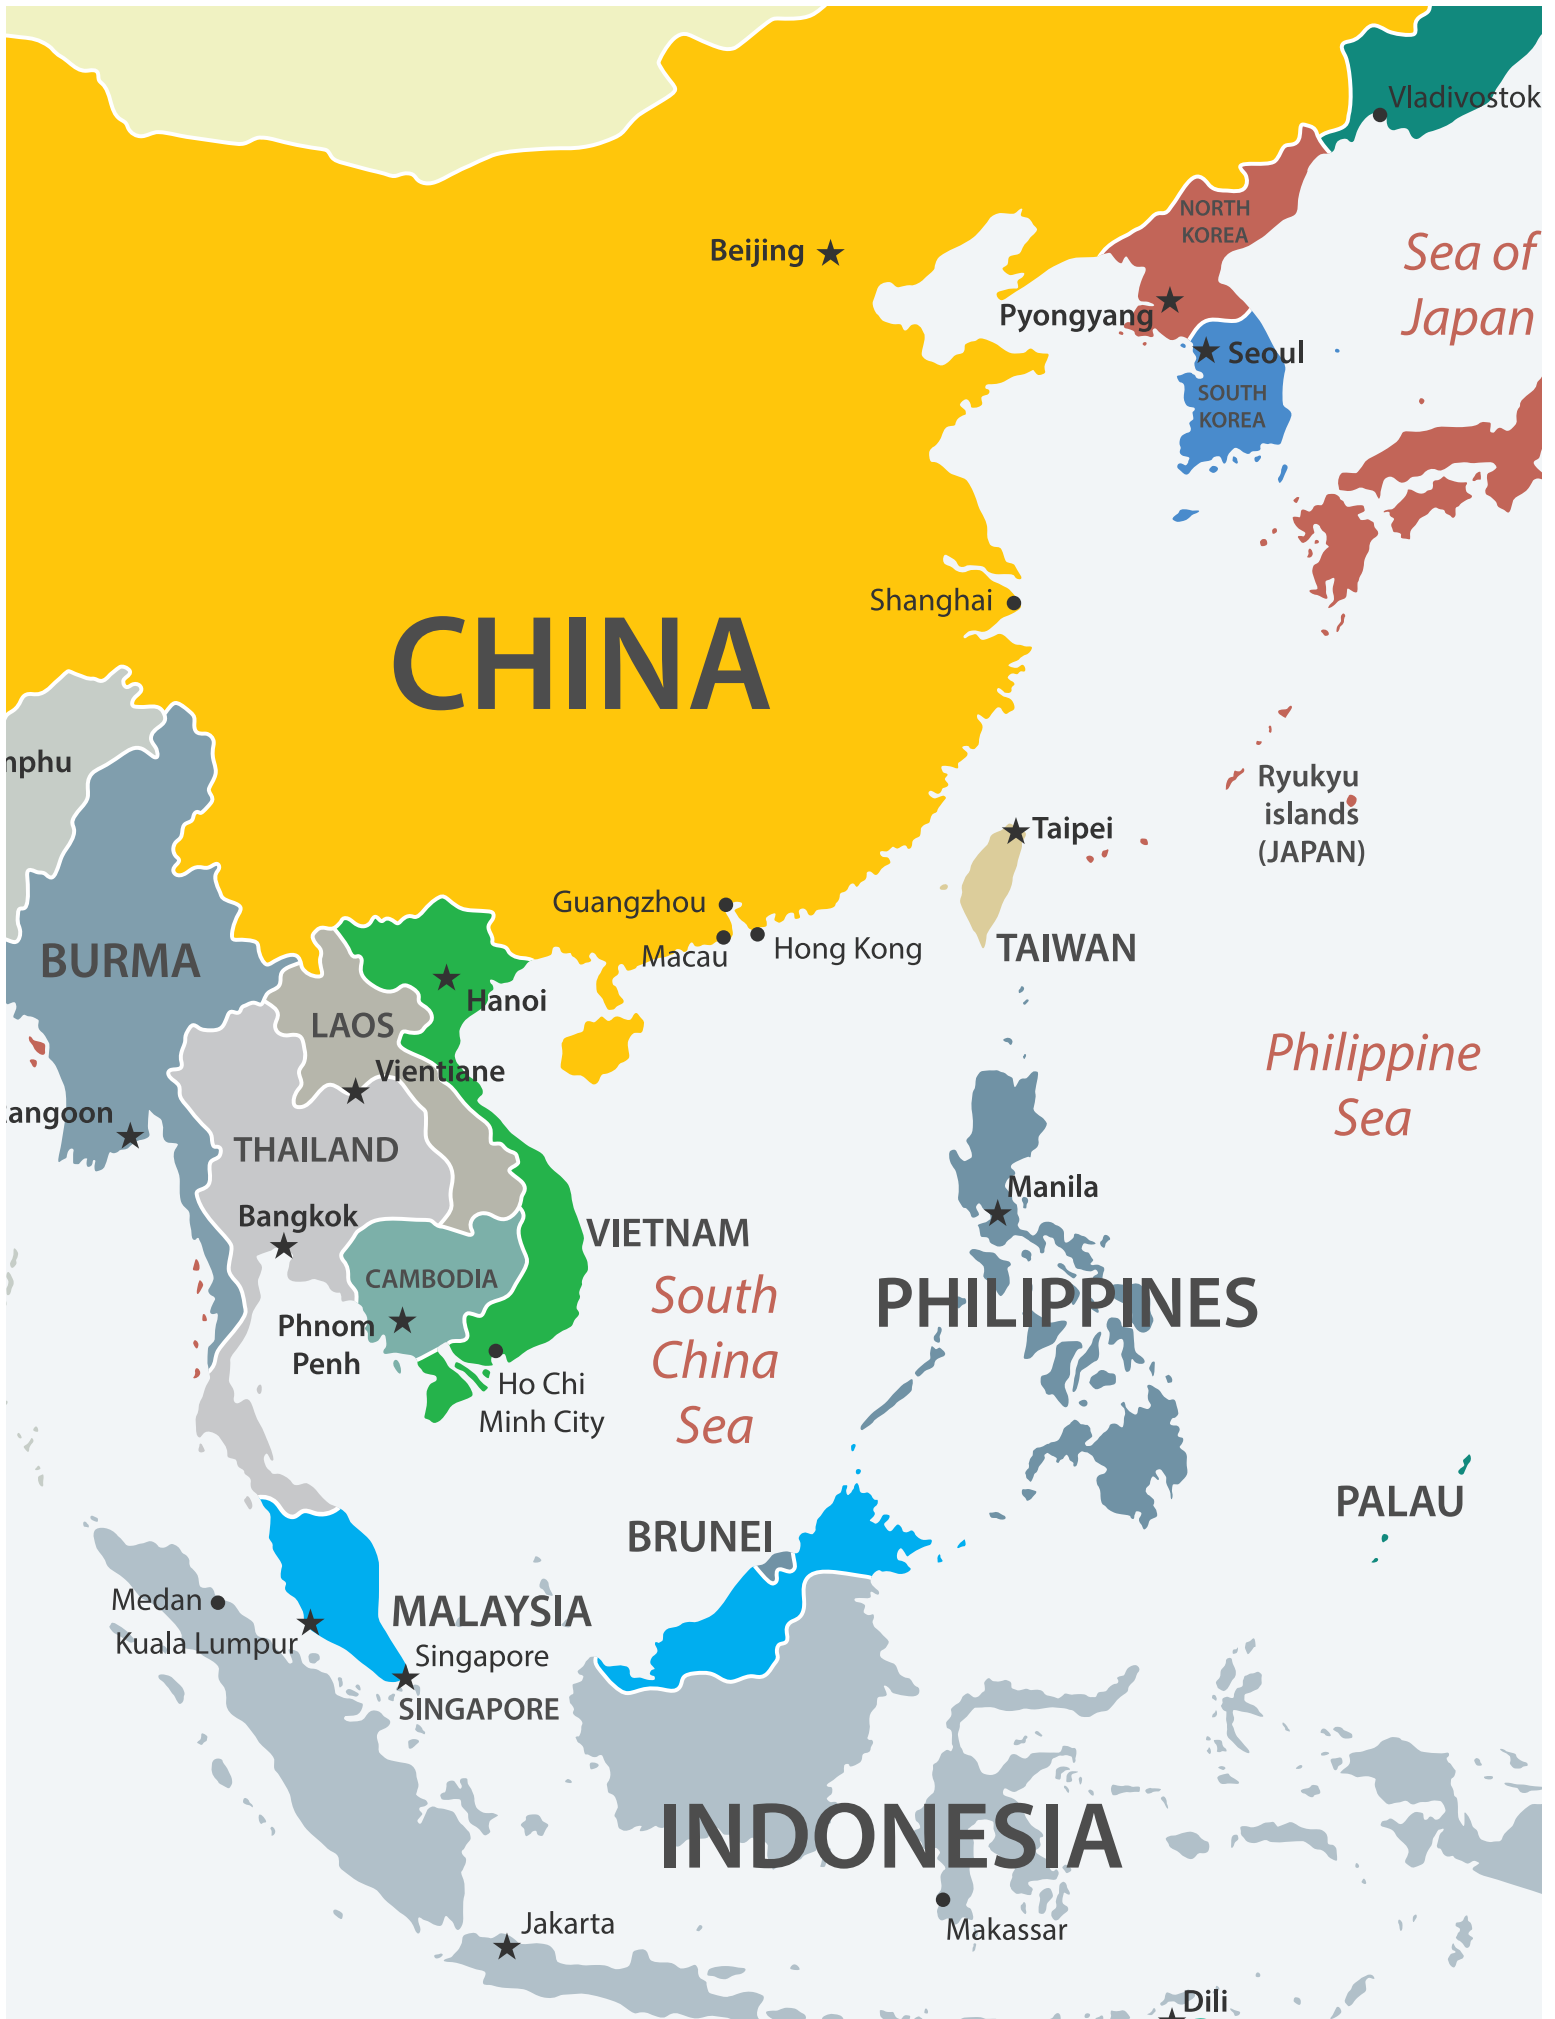 Vladivostok
NORTH
KOREA
Beijing
Sea of
Japan
Pyongyang
Seoul
SOUTH
KOREA
Shanghai
CHINA
nphu
Ryukyu
islands
(JAPAN)
Taipei
Guangzhou
Macau
Hong Kong
TAIWAN
BURMA
Hanoi
LAOS
Vientiane
Philippine
Sea
angoon
THAILAND
Manila
Bangkok
VIETNAM
CAMBODIA
South
China
Sea
PHILIPPINES
Phnom
Penh
Ho Chi
Minh City
PALAU
BRUNEI
Medan
MALAYSIA
Kuala Lumpur
Singapore
SINGAPORE
INDONESIA
Makassar
Jakarta
Dili